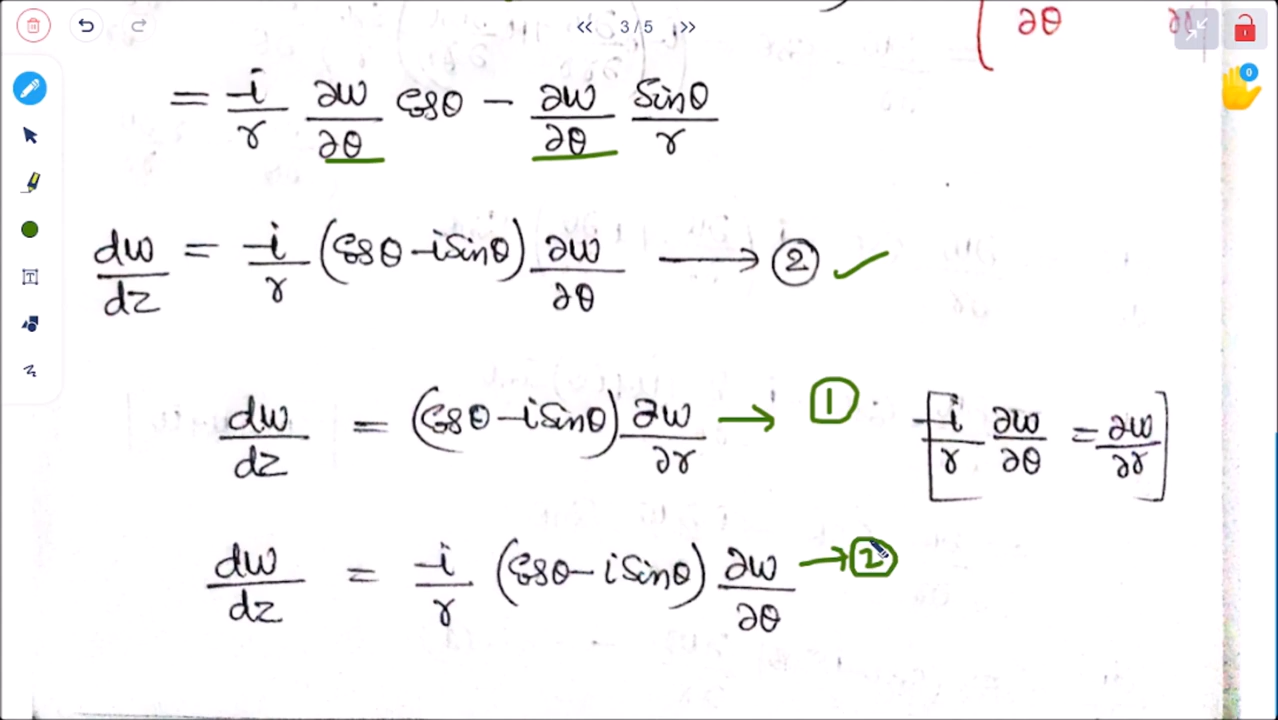 << 3 / 5 >>
∂θ
= -i/r ∂w/∂θ cosθ - ∂w/∂θ sinθ/r
dw/dz = -i/r (cosθ - i sinθ) ∂w/∂θ → ② ✓
dw/dz = (cosθ - i sinθ) ∂w/∂r → ①
[-i/r ∂w/∂θ = ∂w/∂r]
dw/dz = -i/r (cosθ - i sinθ) ∂w/∂θ → ②